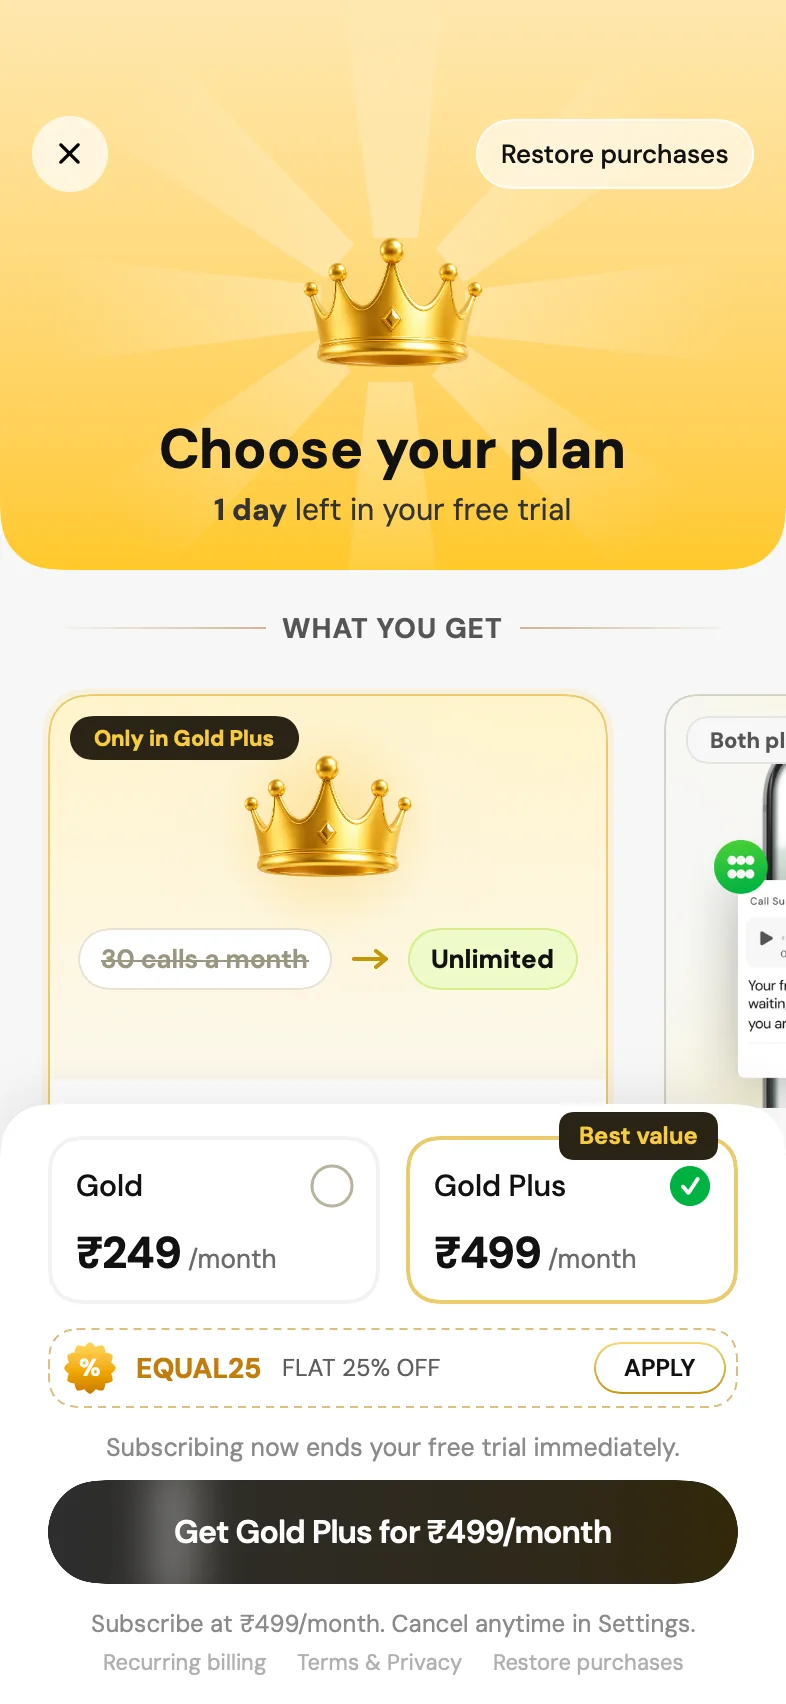 Restore purchases
Choose your plan
1 day left in your free trial
WHAT YOU GET
Only in Gold Plus
30 calls a month
Unlimited
Both pl
Call Su
Your f
waitin
you ar
Best value
Gold
₹249 /month
Gold Plus
₹499 /month
%
EQUAL25 FLAT 25% OFF
APPLY
Subscribing now ends your free trial immediately.
Get Gold Plus for ₹499/month
Subscribe at ₹499/month. Cancel anytime in Settings.
Recurring billing Terms & Privacy Restore purchases